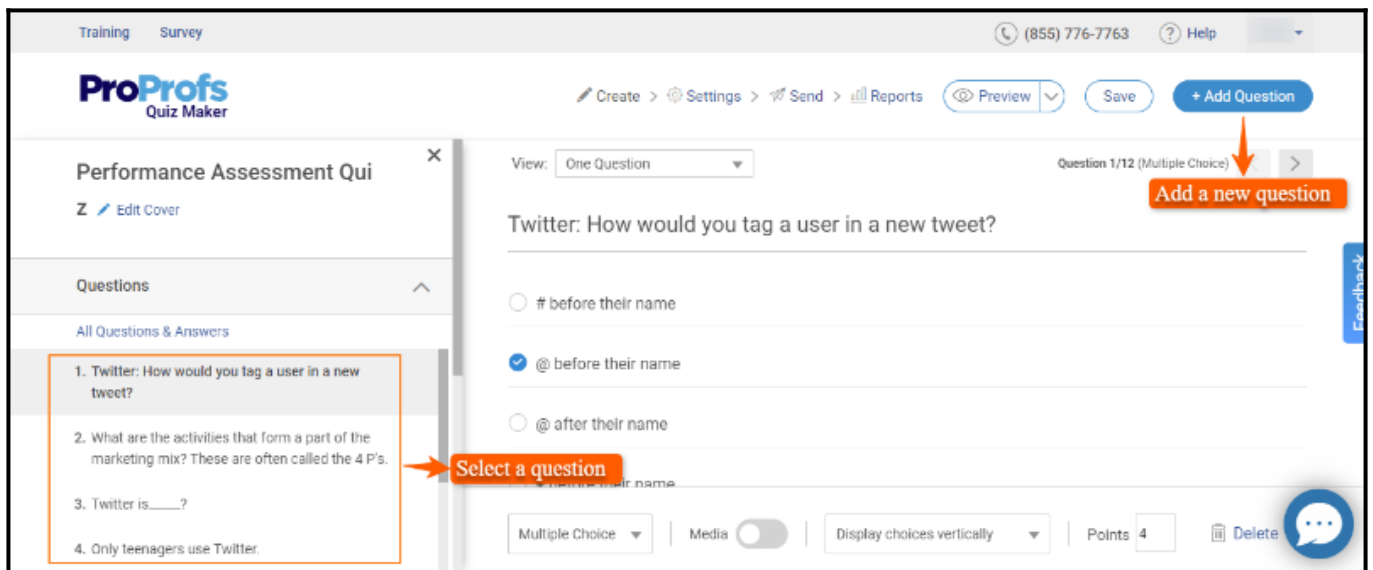 Training Survey (855) 776-7763 ? Help
ProProfs
Quiz Maker
Create > Settings > Send > Reports Preview Save + Add Question
Performance Assessment Qui
Z Edit Cover
Questions
All Questions & Answers
1. Twitter: How would you tag a user in a new
tweet?
2. What are the activities that form a part of the
marketing mix? These are often called the 4 P's.
3. Twitter is____?
4. Only teenagers use Twitter.
Select a question
View: One Question
Question 1/12 (Multiple Choice)
Add a new question
Twitter: How would you tag a user in a new tweet?
# before their name
@ before their name
@ after their name
before their name
Multiple Choice Media Display choices vertically Points 4 Delete
Feedback